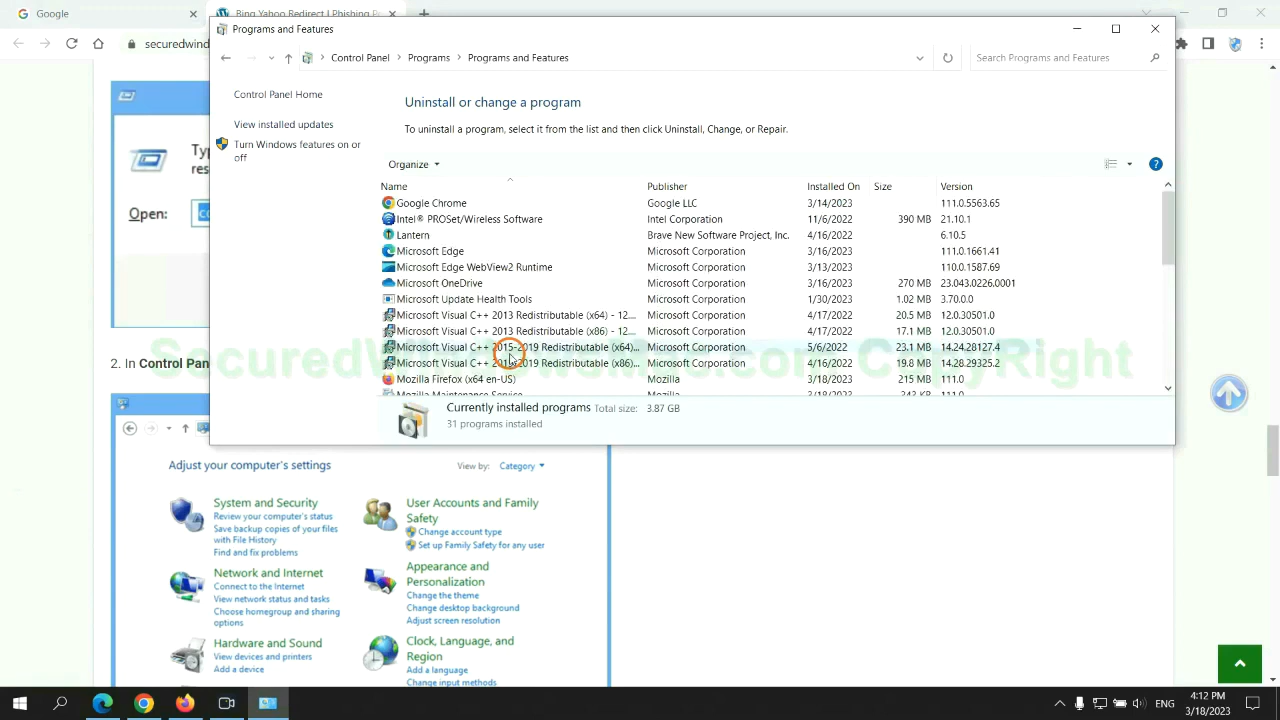 Google
Bing Yahoo Redirect | Phishing Pr
Programs and Features
securedwind
Control Panel
Programs
Programs and Features
Search Programs and Features
Control Panel Home
Uninstall or change a program
View installed updates
To uninstall a program, select it from the list and then click Uninstall, Change, or Repair.
Turn Windows features on or
off
Organize
Name Publisher Installed On Size Version
Google Chrome Google LLC 3/14/2023 111.0.5563.65
Intel® PROSet/Wireless Software Intel Corporation 11/6/2022 390 MB 21.10.1
Lantern Brave New Software Project, Inc. 4/16/2022 6.10.5
Microsoft Edge Microsoft Corporation 3/16/2023 111.0.1661.41
Microsoft Edge WebView2 Runtime Microsoft Corporation 3/13/2023 110.0.1587.69
Microsoft OneDrive Microsoft Corporation 3/16/2023 270 MB 23.043.0226.0001
Microsoft Update Health Tools Microsoft Corporation 1/30/2023 1.02 MB 3.70.0.0
Microsoft Visual C++ 2013 Redistributable (x64) - 12.... Microsoft Corporation 4/17/2022 20.5 MB 12.0.30501.0
Microsoft Visual C++ 2013 Redistributable (x86) - 12.... Microsoft Corporation 4/17/2022 17.1 MB 12.0.30501.0
Microsoft Visual C++ 2015-2019 Redistributable (x64)... Microsoft Corporation 5/6/2022 23.1 MB 14.24.28127.4
Microsoft Visual C++ 2015-2019 Redistributable (x86)... Microsoft Corporation 4/16/2022 19.8 MB 14.28.29325.2
Mozilla Firefox (x64 en-US) Mozilla 3/18/2023 215 MB 111.0
Mozilla Maintenance Service Mozilla 3/18/2023 343 KB 111.0
Currently installed programs Total size: 3.87 GB
31 programs installed
Ty
res
Open: co
2. In Control Pan
Adjust your computer's settings
View by: Category
System and Security
Review your computer's status
Save backup copies of your files
with File History
Find and fix problems
Network and Internet
Connect to the Internet
View network status and tasks
Choose homegroup and sharing
options
Hardware and Sound
View devices and printers
Add a device
User Accounts and Family
Safety
Change account type
Set up Family Safety for any user
Appearance and
Personalization
Change the theme
Change desktop background
Adjust screen resolution
Clock, Language, and
Region
Add a language
Change input methods
ENG
4:12 PM
3/18/2023